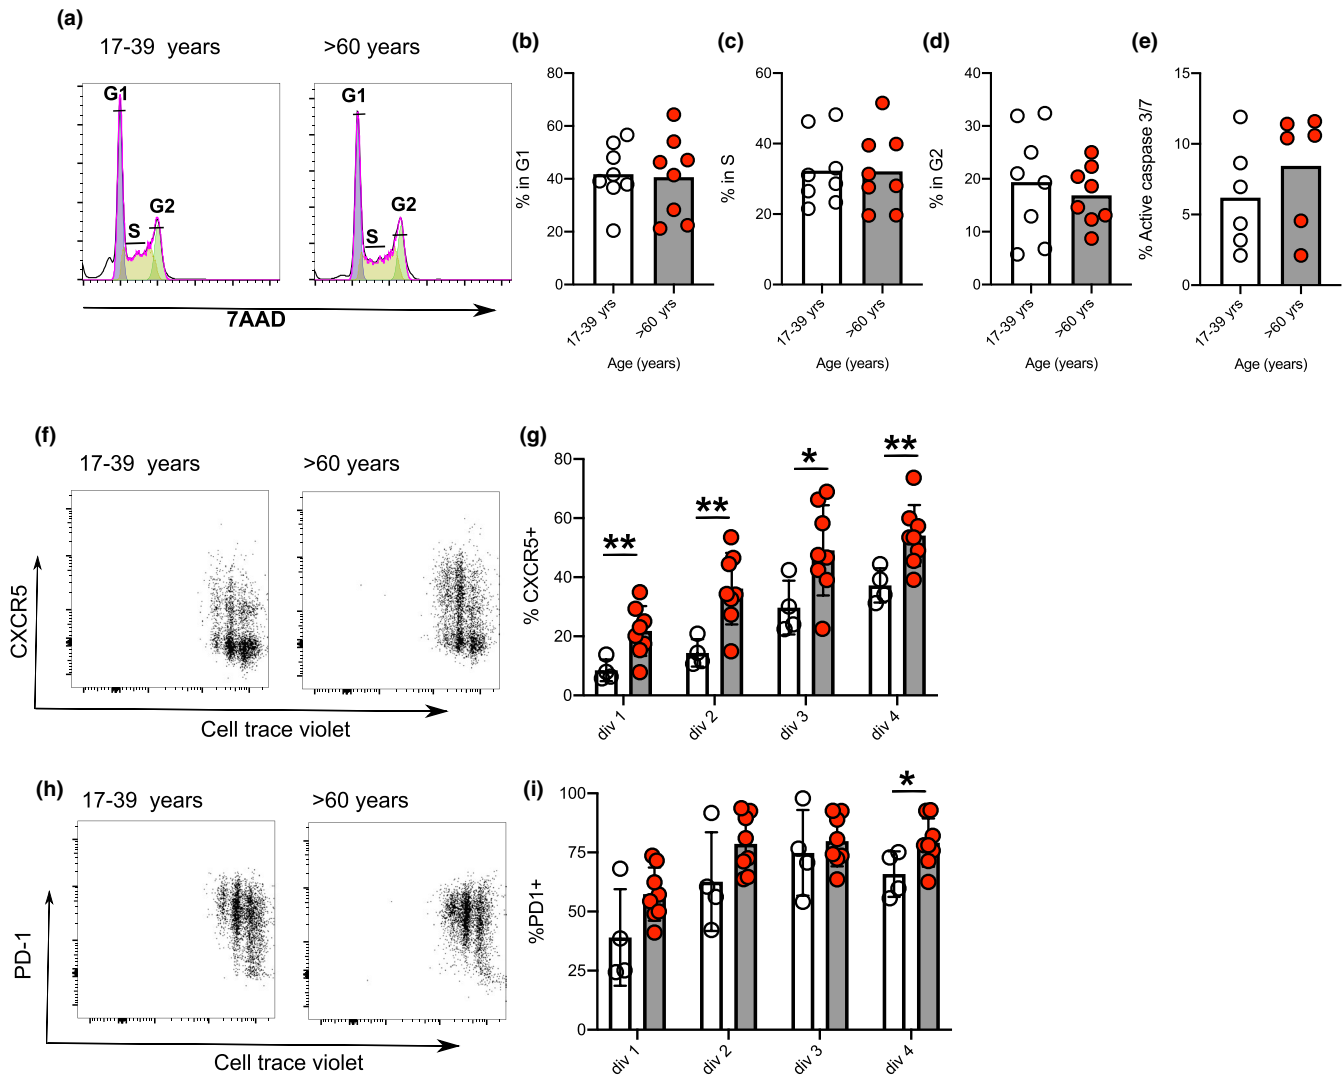 (a)
17-39 years
>60 years
G1
S
G2
G1
S
G2
7AAD
(b)
% in G1
80
60
40
20
0
17-39 yrs
>60 yrs
Age (years)
(c)
% in S
60
40
20
0
17-39 yrs
>60 yrs
Age (years)
(d)
% in G2
40
30
20
10
0
17-39 yrs
>60 yrs
Age (years)
(e)
% Active caspase 3/7
15
10
5
0
17-39 yrs
>60 yrs
Age (years)
(f)
17-39 years
>60 years
CXCR5
Cell trace violet
(g)
% CXCR5+
80
60
40
20
0
**
**
*
**
div 1
div 2
div 3
div 4
(h)
17-39 years
>60 years
PD-1
Cell trace violet
(i)
%PD1+
100
75
50
25
0
*
div 1
div 2
div 3
div 4